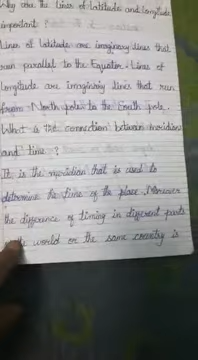 Why are the lines of latitude and longitude
important?
Lines of latitude are imaginary lines that
run parallel to the Equator. Lines of
longitude are imaginary lines that run
from North pole to the South pole.
What is the connection between meridian
and time?
It is the meridian that is used to
determine the time of the place. Moreover
the difference of timing in different parts
the world or the same country is